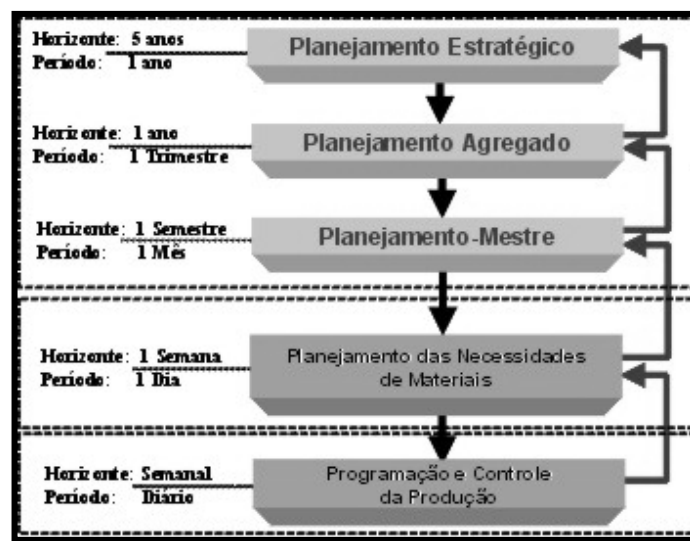 Horizonte: 5 anos
Período: 1 ano
Planejamento Estratégico
Horizonte: 1 ano
Período: 1 Trimestre
Planejamento Agregado
Horizonte: 1 Semestre
Período: 1 Mês
Planejamento-Mestre
Horizonte: 1 Semana
Período: 1 Dia
Planejamento das Necessidades
de Materiais
Horizonte: Semanal
Período: Diário
Programação e Controle
da Produção